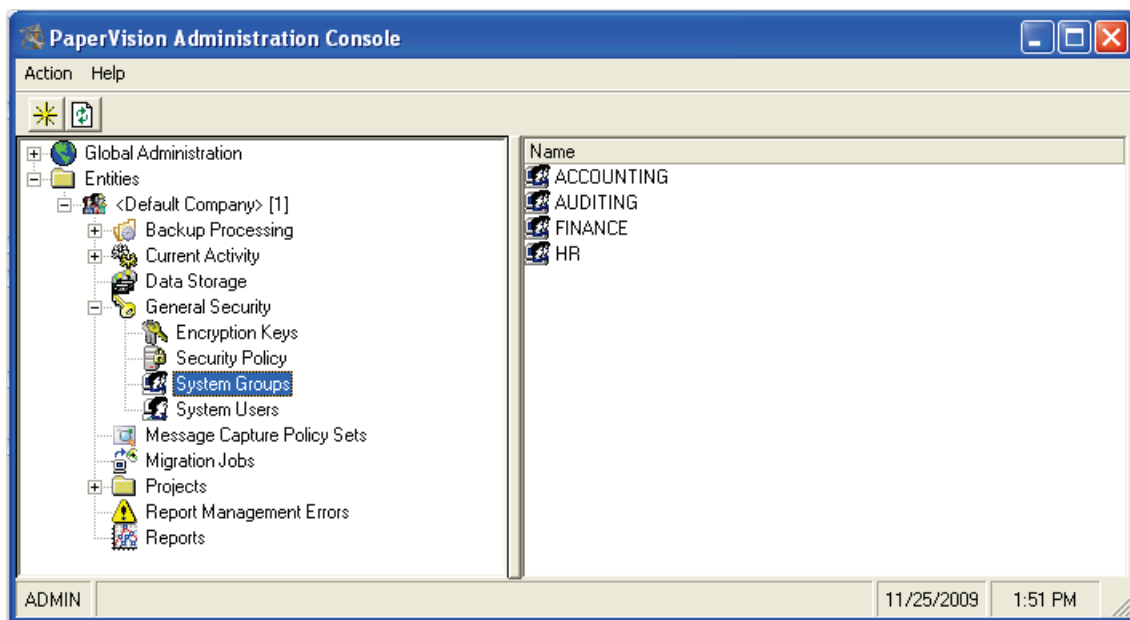 PaperVision Administration Console
Action Help
Global Administration
Entities
<Default Company> [1]
Backup Processing
Current Activity
Data Storage
General Security
Encryption Keys
Security Policy
System Groups
System Users
Message Capture Policy Sets
Migration Jobs
Projects
Report Management Errors
Reports
Name
ACCOUNTING
AUDITING
FINANCE
HR
ADMIN 11/25/2009 1:51 PM